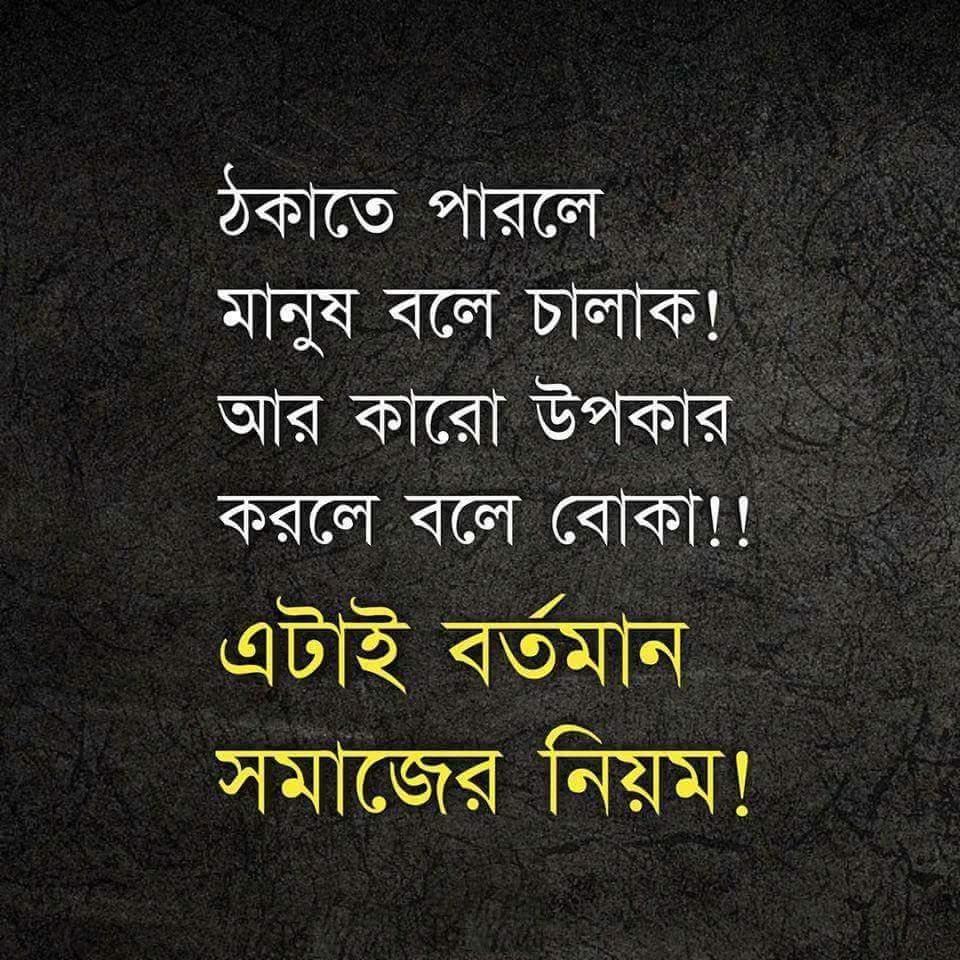 ঠকাতে পারলে
মানুষ বলে চালাক!
আর কারো উপকার
করলে বলে বোকা!!
এটাই বর্তমান
সমাজের নিয়ম!